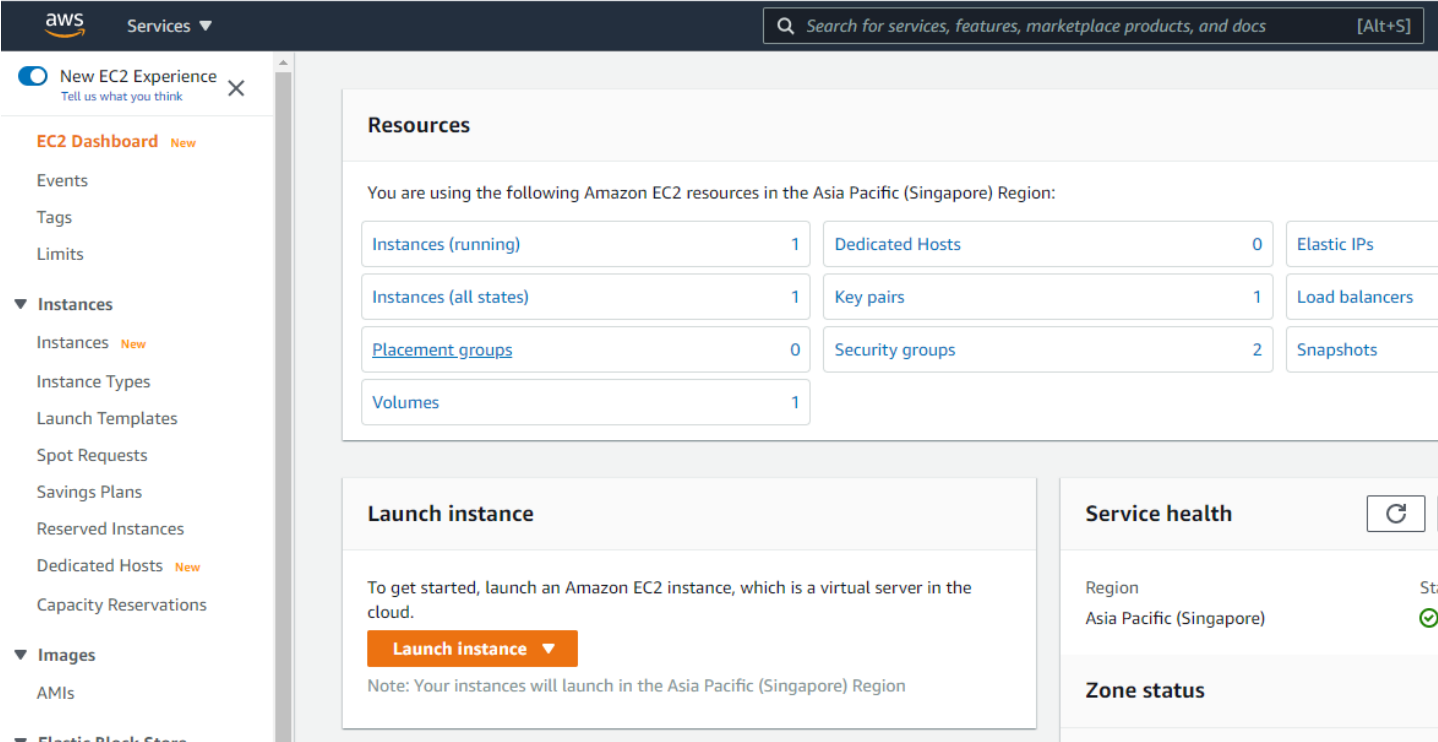 aws
Services ▼
Search for services, features, marketplace products, and docs [Alt+S]
New EC2 Experience
Tell us what you think
EC2 Dashboard New
Events
Tags
Limits
Instances
Instances New
Instance Types
Launch Templates
Spot Requests
Savings Plans
Reserved Instances
Dedicated Hosts New
Capacity Reservations
Images
AMIs
Elastic Block Store
Resources
You are using the following Amazon EC2 resources in the Asia Pacific (Singapore) Region:
Instances (running) 1
Dedicated Hosts 0
Elastic IPs
Instances (all states) 1
Key pairs 1
Load balancers
Placement groups 0
Security groups 2
Snapshots
Volumes 1
Launch instance
To get started, launch an Amazon EC2 instance, which is a virtual server in the
cloud.
Launch instance ▼
Note: Your instances will launch in the Asia Pacific (Singapore) Region
Service health
Region
Asia Pacific (Singapore)
Zone status